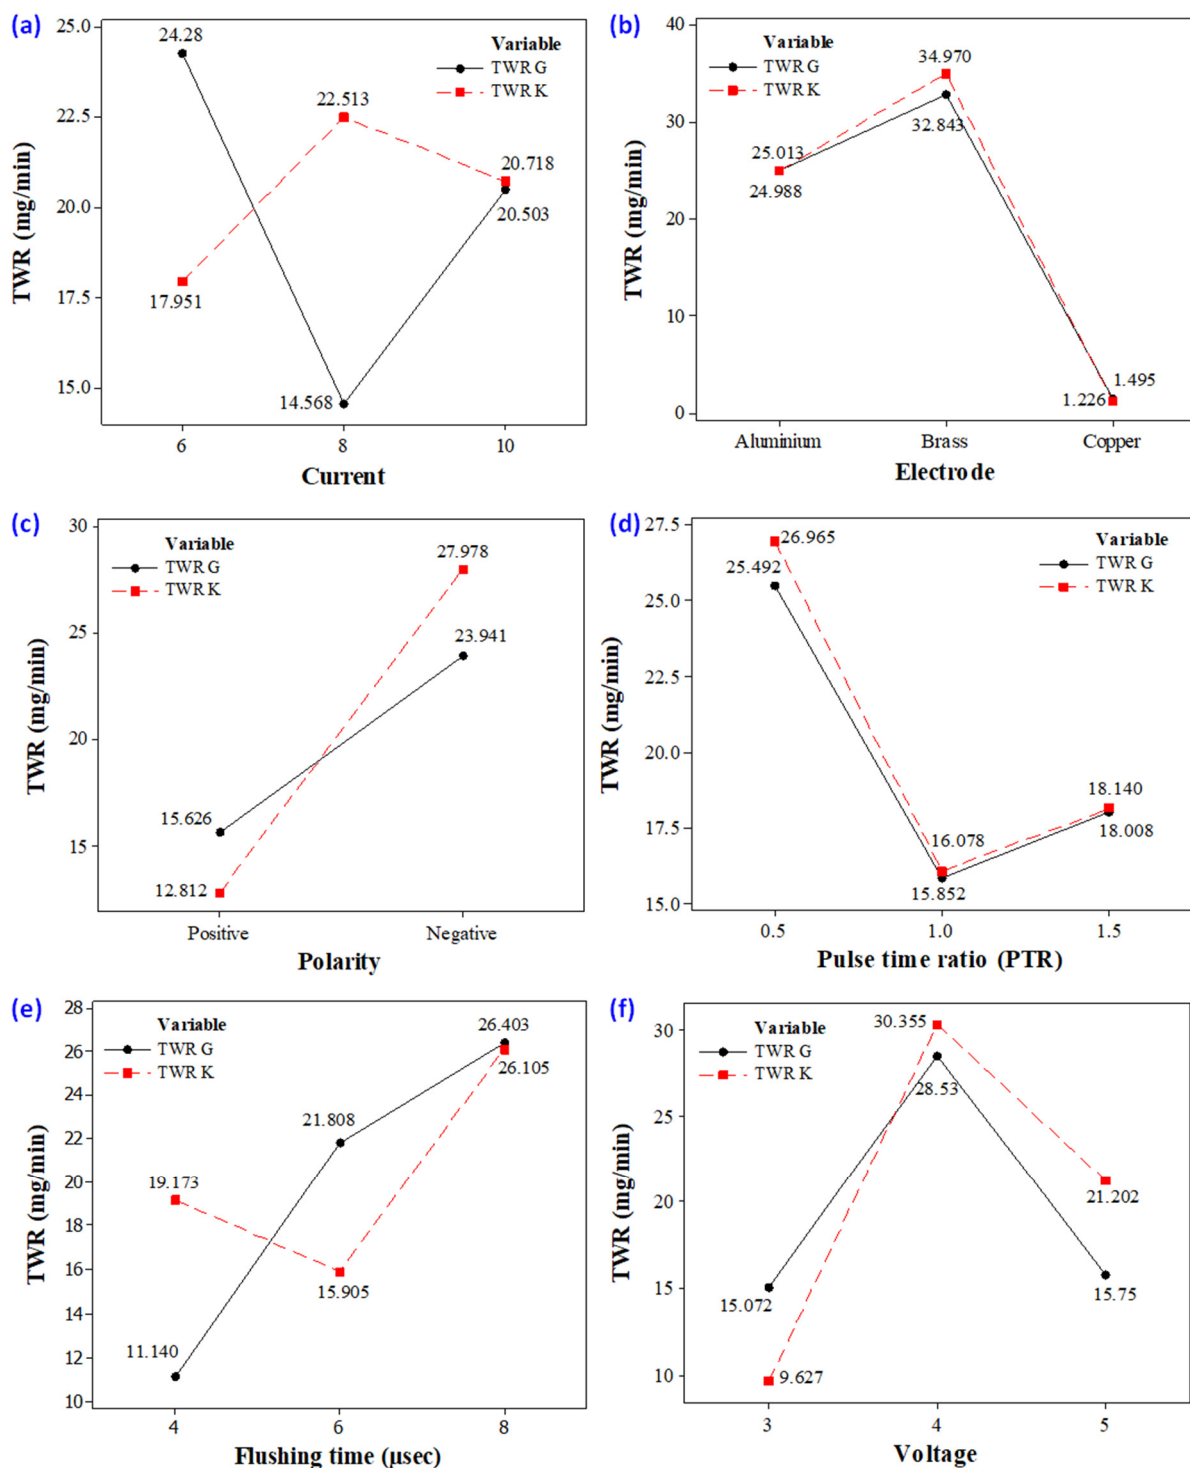 (a)
25.0
22.5
20.0
17.5
15.0
TWR (mg/min)
24.28
Variable
TWR G
TWR K
22.513
20.718
20.503
17.951
14.568
6
8
10
Current
(b)
40
30
20
10
0
TWR (mg/min)
Variable
TWR G
TWR K
34.970
32.843
25.013
24.988
1.495
1.226
Aluminium
Brass
Copper
Electrode
(c)
30
25
20
15
TWR (mg/min)
Variable
TWR G
TWR K
27.978
23.941
15.626
12.812
Positive
Negative
Polarity
(d)
27.5
25.0
22.5
20.0
17.5
15.0
TWR (mg/min)
26.965
25.492
Variable
TWR G
TWR K
18.140
18.008
16.078
15.852
0.5
1.0
1.5
Pulse time ratio (PTR)
(e)
28
26
24
22
20
18
16
14
12
10
TWR (mg/min)
Variable
TWR G
TWR K
26.403
26.105
21.808
19.173
15.905
11.140
4
6
8
Flushing time (μsec)
(f)
30
25
20
15
10
TWR (mg/min)
Variable
TWR G
TWR K
30.355
28.53
21.202
15.072
15.75
9.627
3
4
5
Voltage